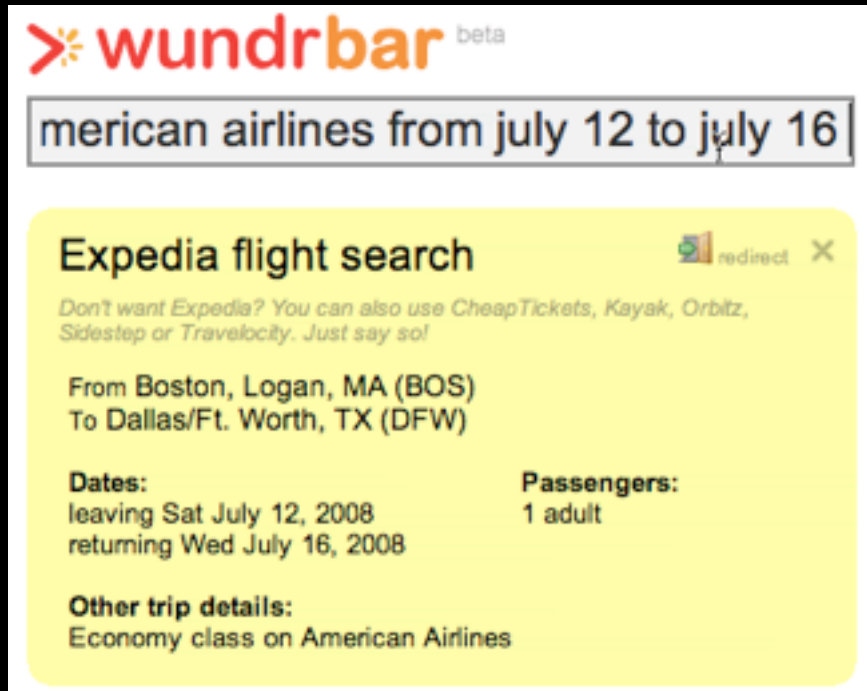 wundrbar beta
merican airlines from july 12 to july 16
Expedia flight search
redirect
Don't want Expedia? You can also use CheapTickets, Kayak, Orbitz,
Sidestep or Travelocity. Just say so!
From Boston, Logan, MA (BOS)
To Dallas/Ft. Worth, TX (DFW)
Dates:
leaving Sat July 12, 2008
returning Wed July 16, 2008
Passengers:
1 adult
Other trip details:
Economy class on American Airlines